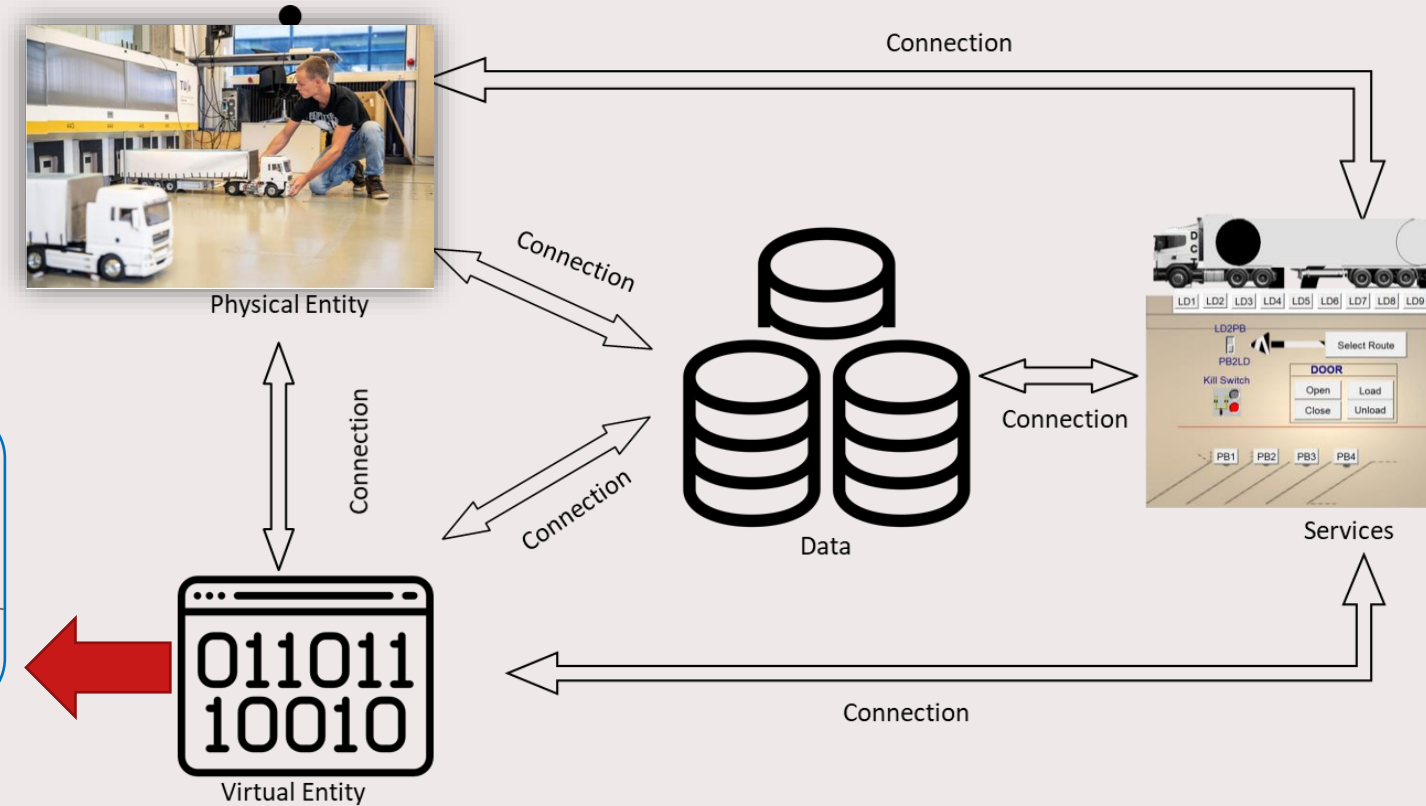 Connection
TU/e
Physical Entity
Connection
Connection
Connection
Connection
Data
D
C
T
LD1 LD2 LD3 LD4 LD5 LD6 LD7 LD8 LD9
LD2PB
PB2LD
Select Route
Kill Switch
DOOR
Open Load
Close Unload
PB1 PB2 PB3 PB4
Services
011011
10010
Virtual Entity
Connection